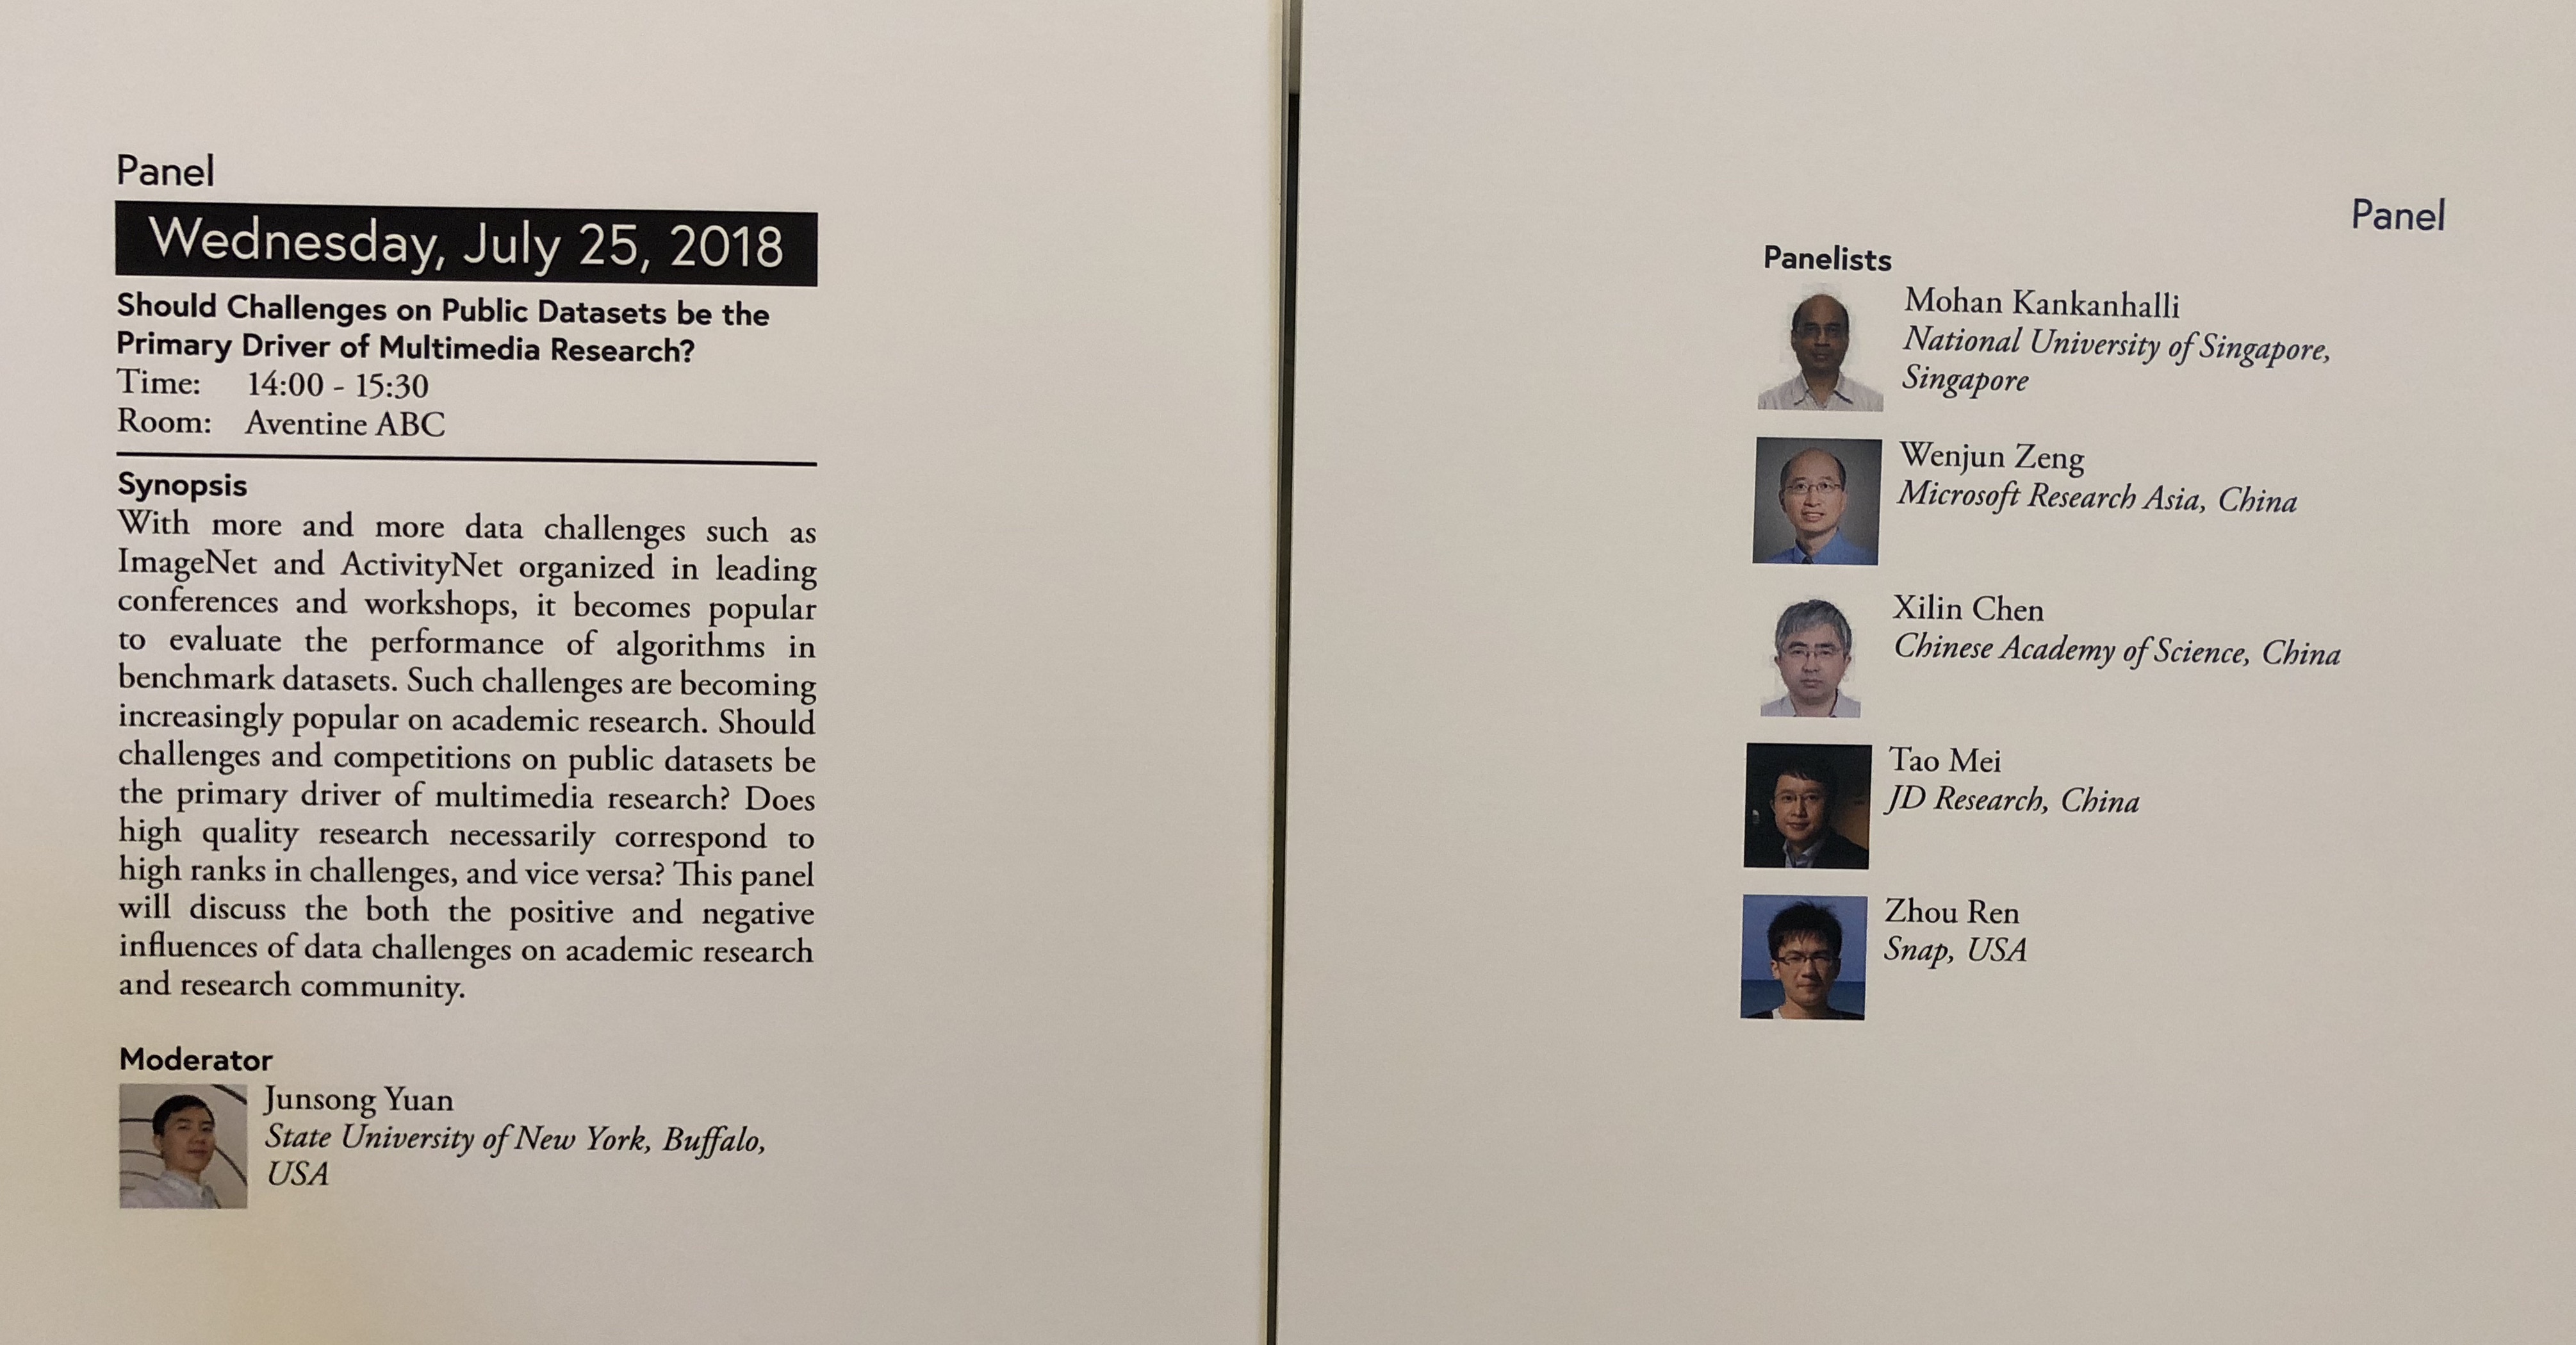 Panel
Wednesday, July 25, 2018
Should Challenges on Public Datasets be the
Primary Driver of Multimedia Research?
Time: 14:00 - 15:30
Room: Aventine ABC
Synopsis
With more and more data challenges such as
ImageNet and ActivityNet organized in leading
conferences and workshops, it becomes popular
to evaluate the performance of algorithms in
benchmark datasets. Such challenges are becoming
increasingly popular on academic research. Should
challenges and competitions on public datasets be
the primary driver of multimedia research? Does
high quality research necessarily correspond to
high ranks in challenges, and vice versa? This panel
will discuss the both the positive and negative
influences of data challenges on academic research
and research community.
Moderator
Junsong Yuan
State University of New York, Buffalo,
USA
Panel
Panelists
Mohan Kankanhalli
National University of Singapore,
Singapore
Wenjun Zeng
Microsoft Research Asia, China
Xilin Chen
Chinese Academy of Science, China
Tao Mei
JD Research, China
Zhou Ren
Snap, USA